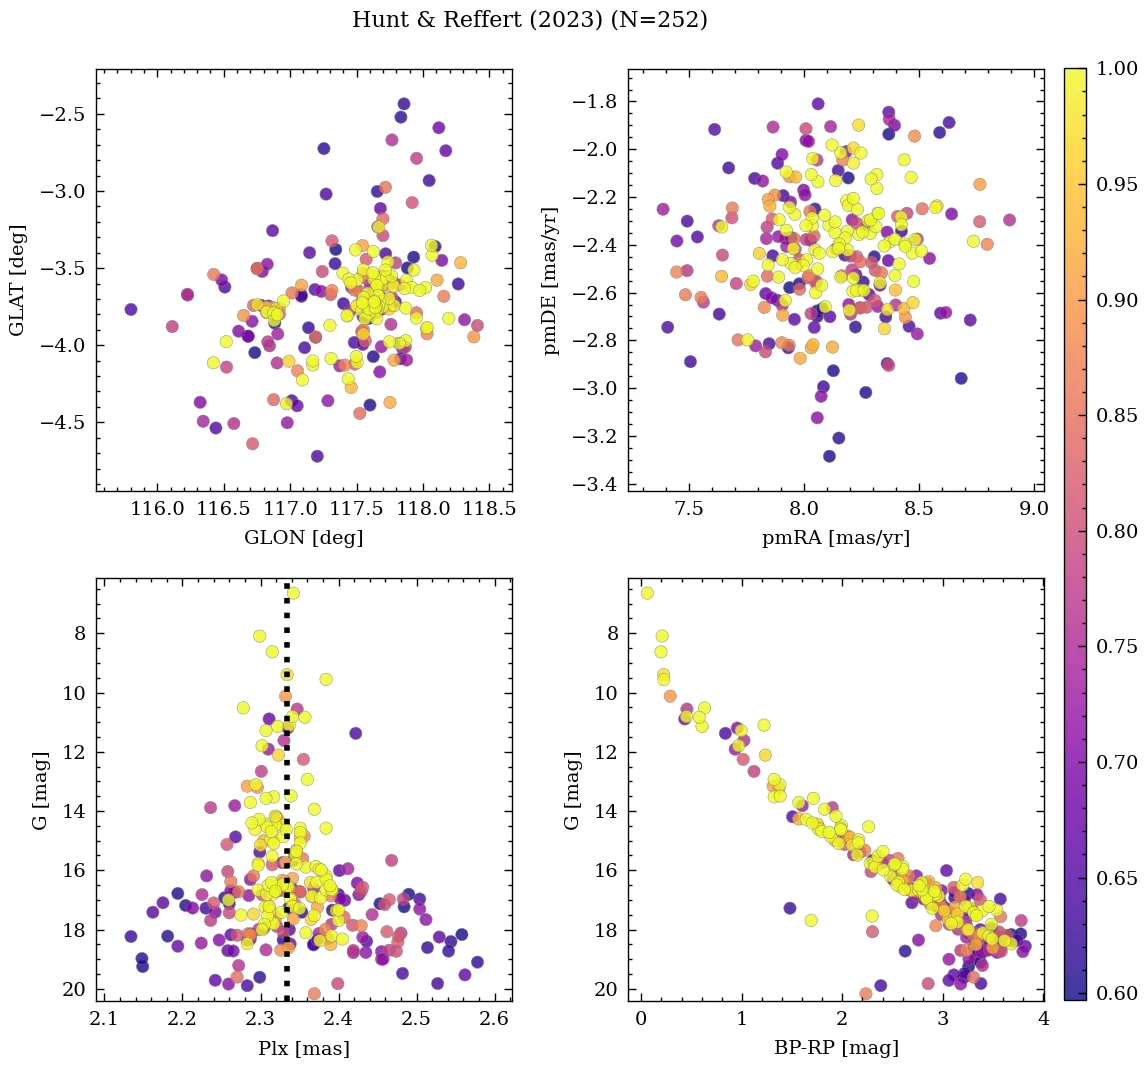 Hunt & Reffert (2023) (N=252)
−2.5
−3.0
−3.5
−4.0
−4.5
GLAT [deg]
116.0 116.5 117.0 117.5 118.0 118.5
GLON [deg]
−1.8
−2.0
−2.2
−2.4
−2.6
−2.8
−3.0
−3.2
−3.4
pmDE [mas/yr]
7.5 8.0 8.5 9.0
pmRA [mas/yr]
8
10
12
14
16
18
20
G [mag]
2.1 2.2 2.3 2.4 2.5 2.6
Plx [mas]
8
10
12
14
16
18
20
G [mag]
0 1 2 3 4
BP-RP [mag]
1.00
0.95
0.90
0.85
0.80
0.75
0.70
0.65
0.60